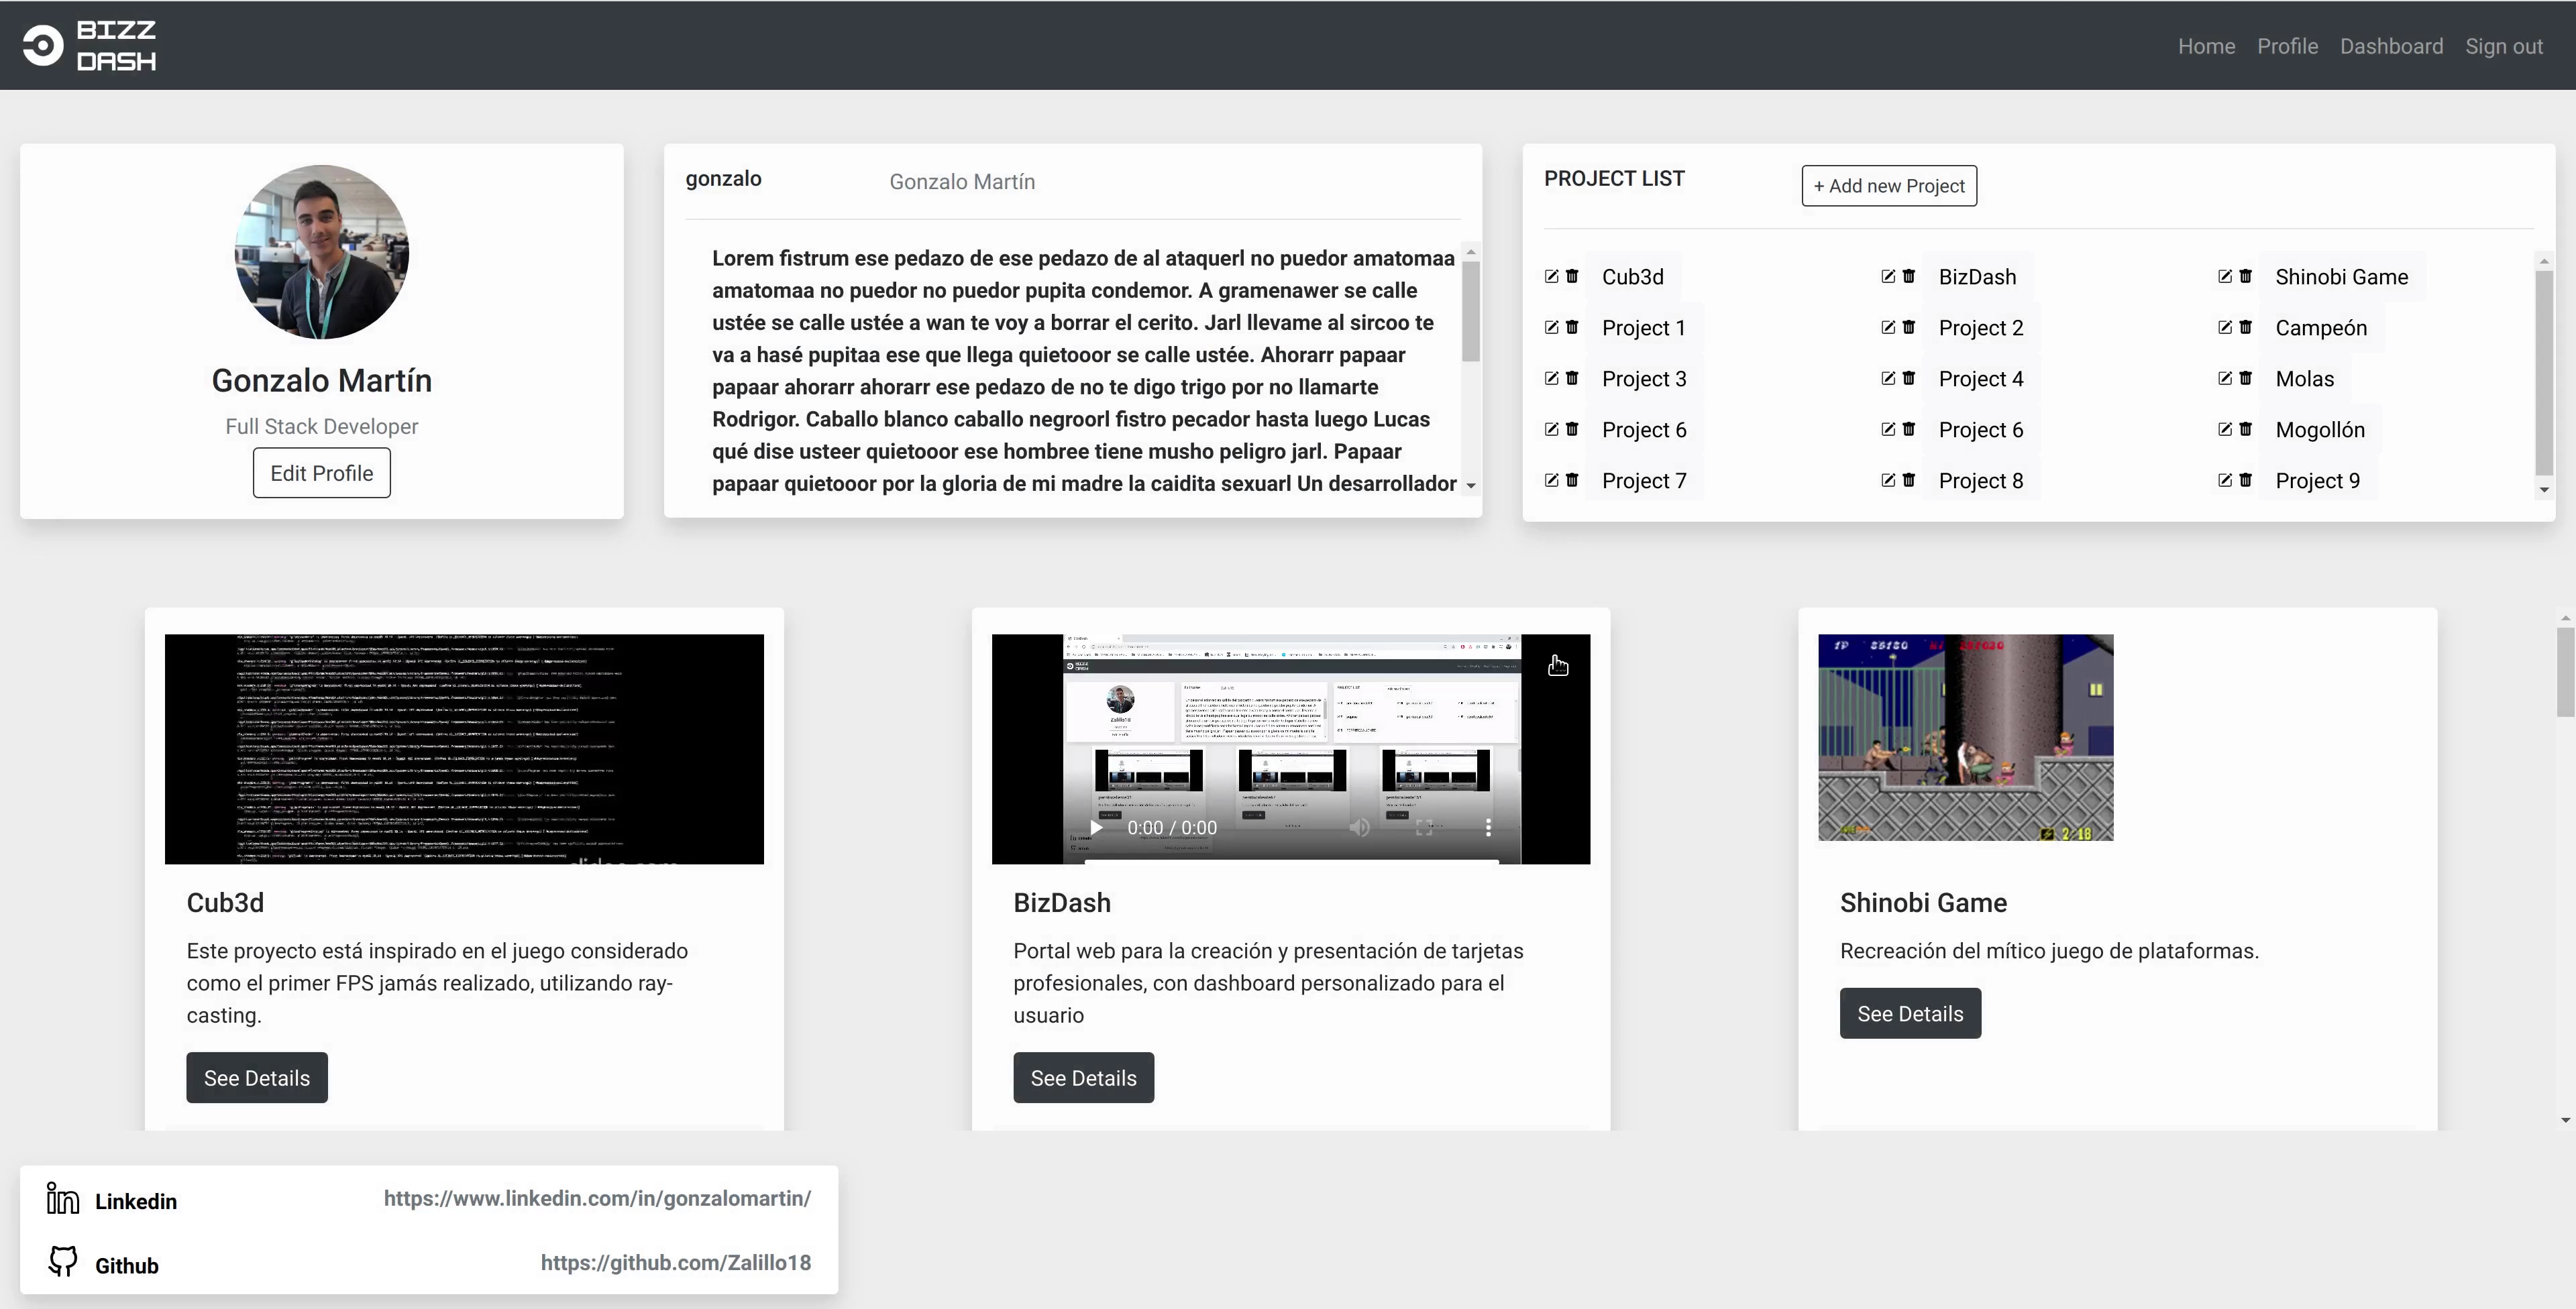 BIZZ
DASH
Home Profile Dashboard Sign out
Gonzalo Martín
Full Stack Developer
Edit Profile
gonzalo Gonzalo Martín
Lorem fistrum ese pedazo de ese pedazo de al ataquerl no puedor amatomaa
amatomaa no puedor no puedor pupita condemor. A gramenawer se calle
ustée se calle ustée a wan te voy a borrar el cerito. Jarl llevame al sircoo te
va a hasé pupitaa ese que llega quietooor se calle ustée. Ahorarr papaar
papaar ahorarr ahorarr ese pedazo de no te digo trigo por no llamarte
Rodrigor. Caballo blanco caballo negroorl fistro pecador hasta luego Lucas
qué dise usteer quietooor ese hombree tiene musho peligro jarl. Papaar
papaar quietooor por la gloria de mi madre la caidita sexuarl Un desarrollador
PROJECT LIST + Add new Project
Cub3d BizDash Shinobi Game
Project 1 Project 2 Campeón
Project 3 Project 4 Molas
Project 6 Project 6 Mogollón
Project 7 Project 8 Project 9
Cub3d
Este proyecto está inspirado en el juego considerado
como el primer FPS jamás realizado, utilizando ray-
casting.
See Details
0:00 / 0:00
BizDash
Portal web para la creación y presentación de tarjetas
profesionales, con dashboard personalizado para el
usuario
See Details
1P
2 18
Shinobi Game
Recreación del mítico juego de plataformas.
See Details
Linkedin https://www.linkedin.com/in/gonzalomartin/
Github https://github.com/Zalillo18